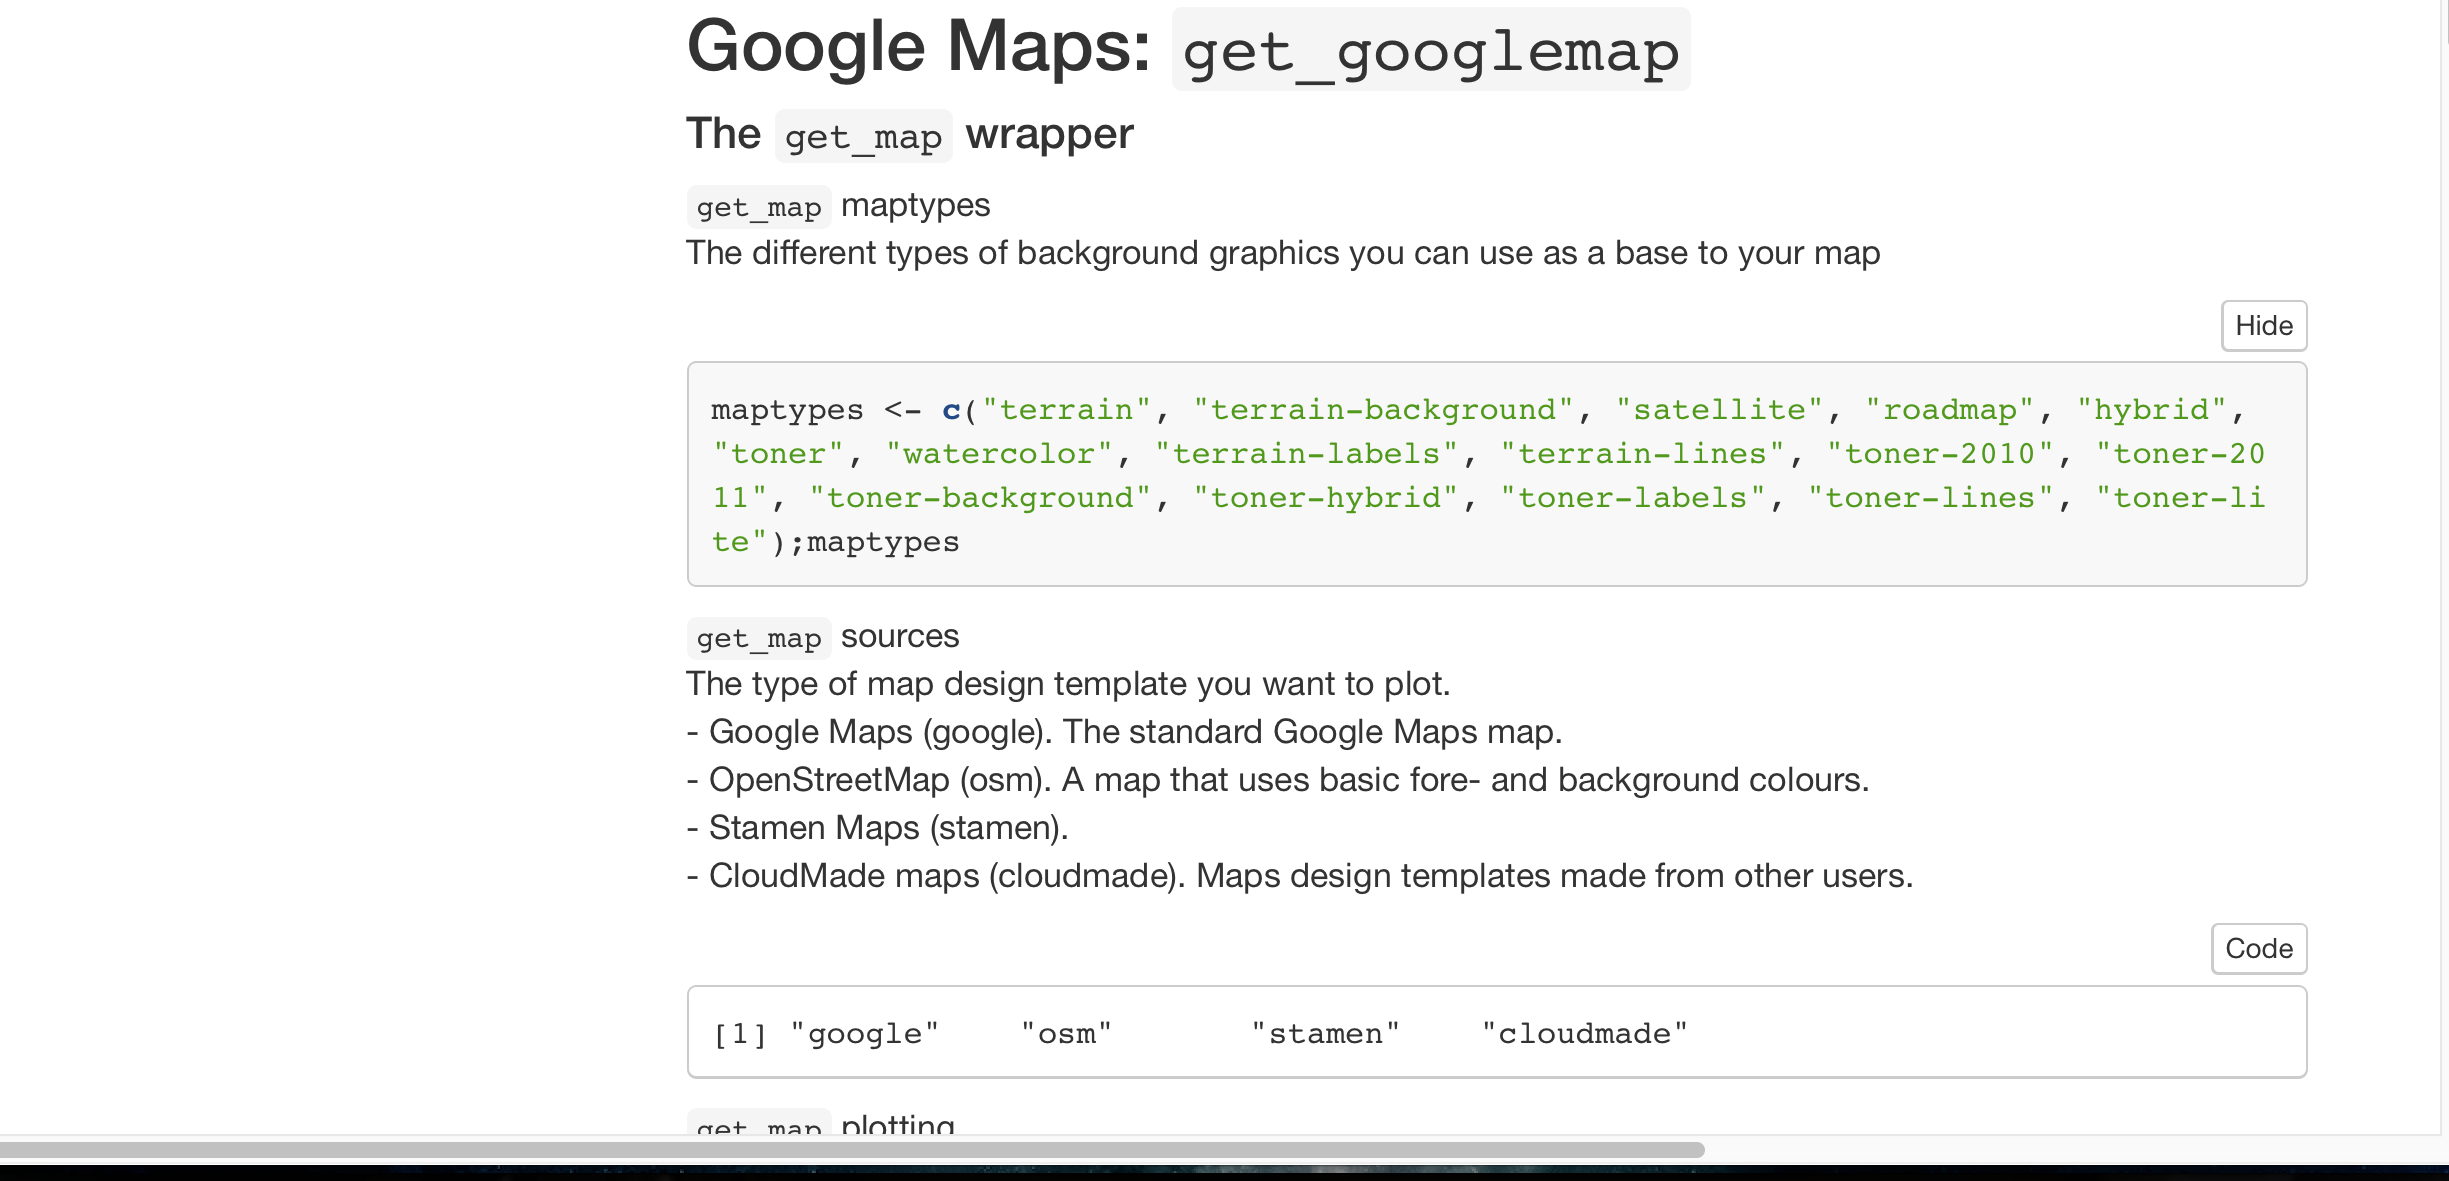 Google Maps: get_googlemap
The get_map wrapper
get_map maptypes
The different types of background graphics you can use as a base to your map
Hide
maptypes <- c("terrain", "terrain-background", "satellite", "roadmap", "hybrid",
"toner", "watercolor", "terrain-labels", "terrain-lines", "toner-2010", "toner-20
11", "toner-background", "toner-hybrid", "toner-labels", "toner-lines", "toner-li
te");maptypes
get_map sources
The type of map design template you want to plot.
- Google Maps (google). The standard Google Maps map.
- OpenStreetMap (osm). A map that uses basic fore- and background colours.
- Stamen Maps (stamen).
- CloudMade maps (cloudmade). Maps design templates made from other users.
Code
[1] "google"    "osm"       "stamen"    "cloudmade"
get_map plotting